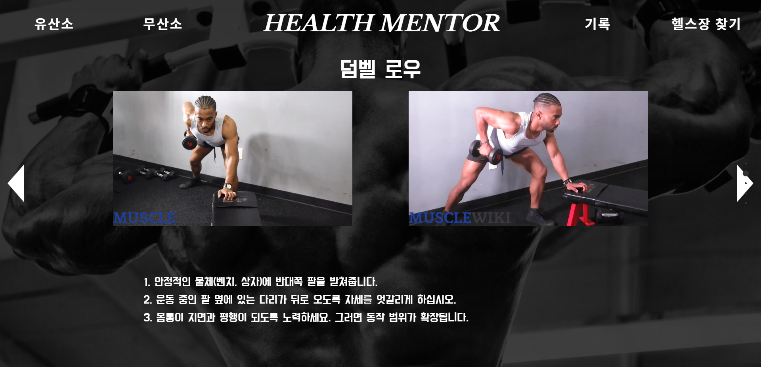 유산소 무산소 HEALTH MENTOR 기록 헬스장 찾기
덤벨 로우
MUSCLE MUSCLEWIKI
1. 안정적인 물체(벤치, 상자)에 반대쪽 팔을 받쳐줍니다.
2. 운동 중인 팔 옆에 있는 다리가 뒤로 오도록 자세를 엇갈리게 하십시오.
3. 몸통이 지면과 평행이 되도록 노력하세요. 그러면 동작 범위가 확장됩니다.